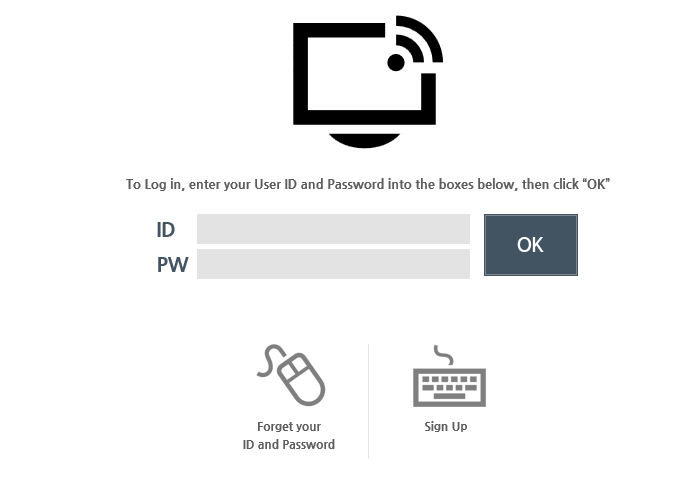 To Log in, enter your User ID and Password into the boxes below, then click “OK”
ID
OK
PW
Forget your
ID and Password
Sign Up